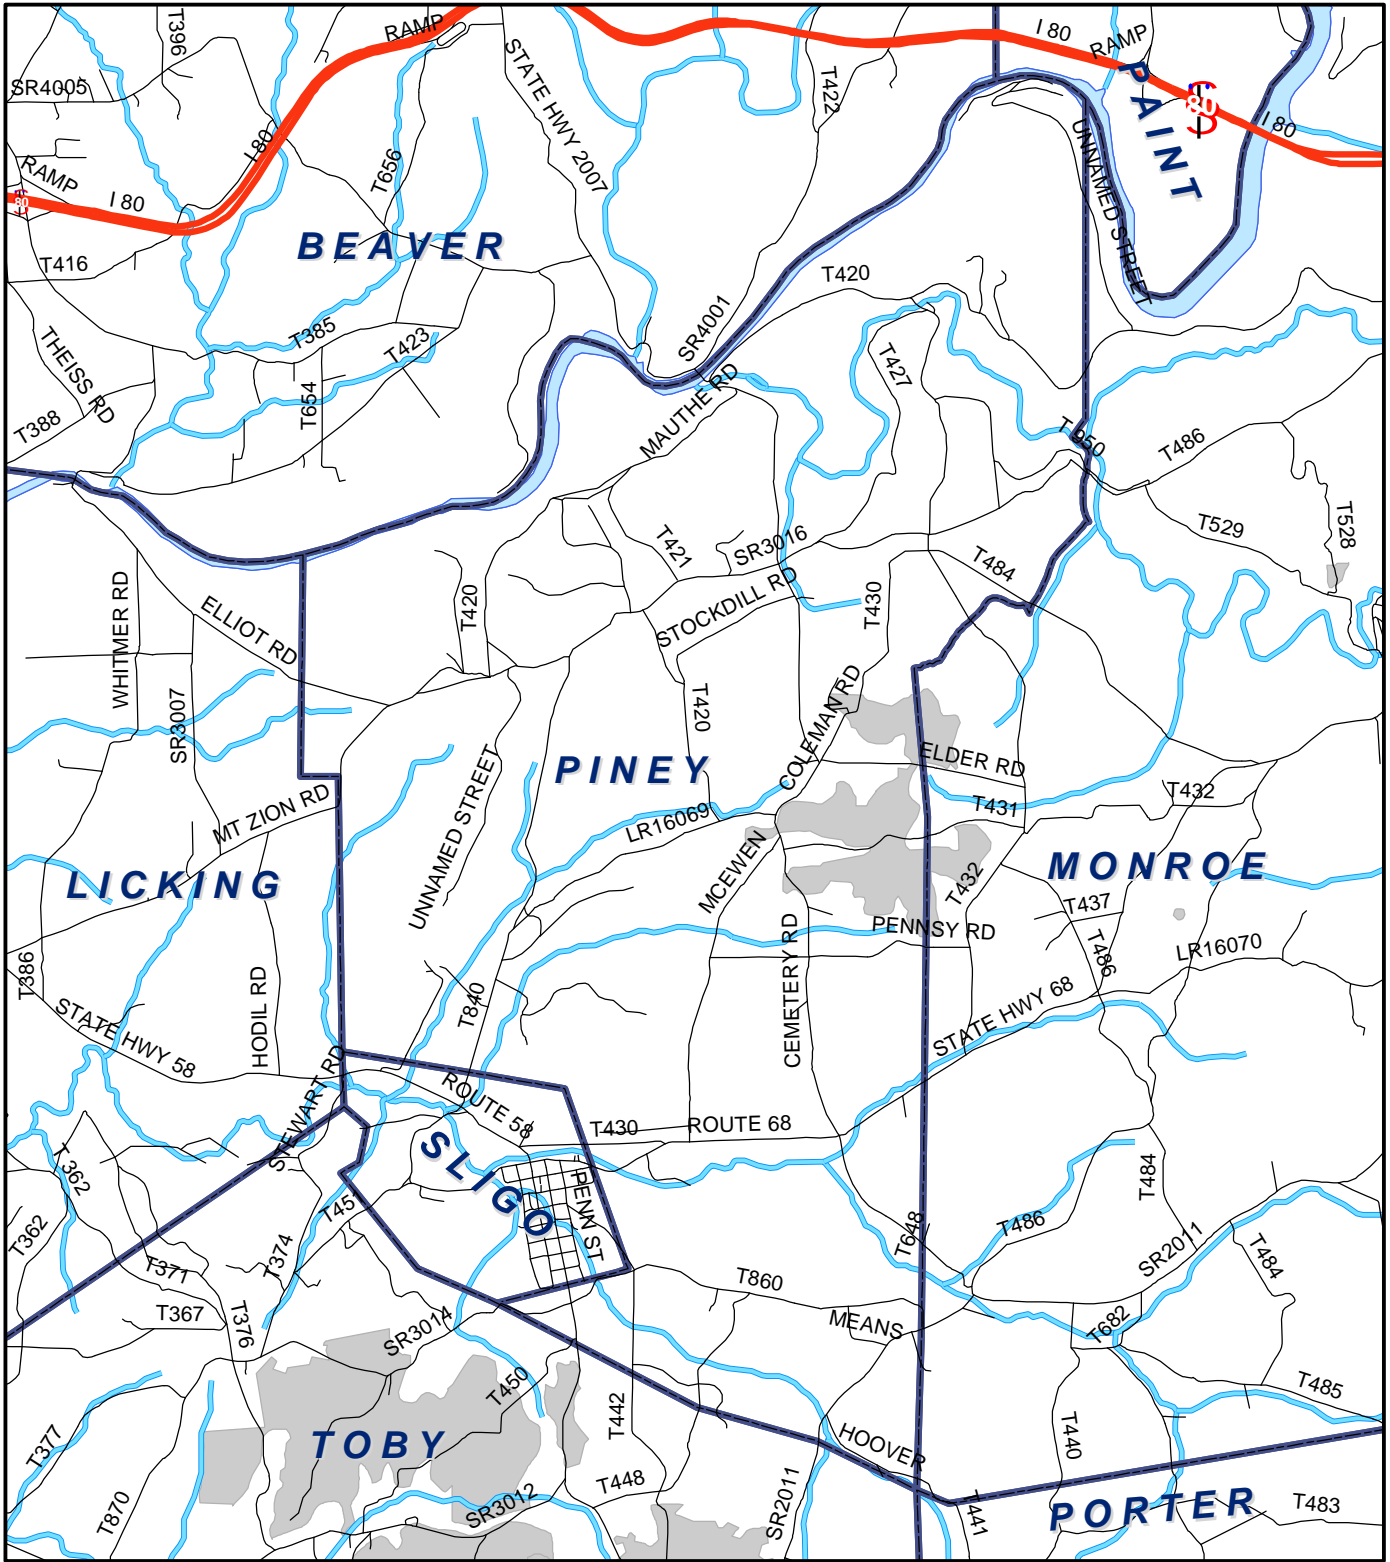 T396
RAMP
I 80
RAMP
STATE HWY 2007
T422
SR4005
PAINT
80
I 80
I 80
T656
UNNAMED STREET
RAMP
80
I 80
BEAVER
T416
T420
SR4001
T385
T423
THEISS RD
T427
T654
MAUTHE RD
T388
T 950
T486
T529
T528
T421
SR3016
T484
WHITMER RD
ELLIOT RD
T420
STOCKDILL RD
T430
SR3007
T420
COLEMAN RD
UNNAMED STREET
PINEY
ELDER RD
MT ZION RD
LR16069
T431
T432
LICKING
MCEWEN
T432
MONROE
T437
PENNSY RD
CEMETERY RD
T486
LR16070
T386
HODIL RD
T840
STATE HWY 58
STATE HWY 68
STEWART RD
ROUTE 58
T430
ROUTE 68
SLIGO
T 362
T484
PENN ST
T45
T362
T374
T648
T486
SR2011
T484
T371
T860
T367
T376
SR3014
MEANS
T682
T450
T485
T442
TOBY
HOOVER
T440
T377
T448
SR3012
SR2011
T870
T441
PORTER
T483